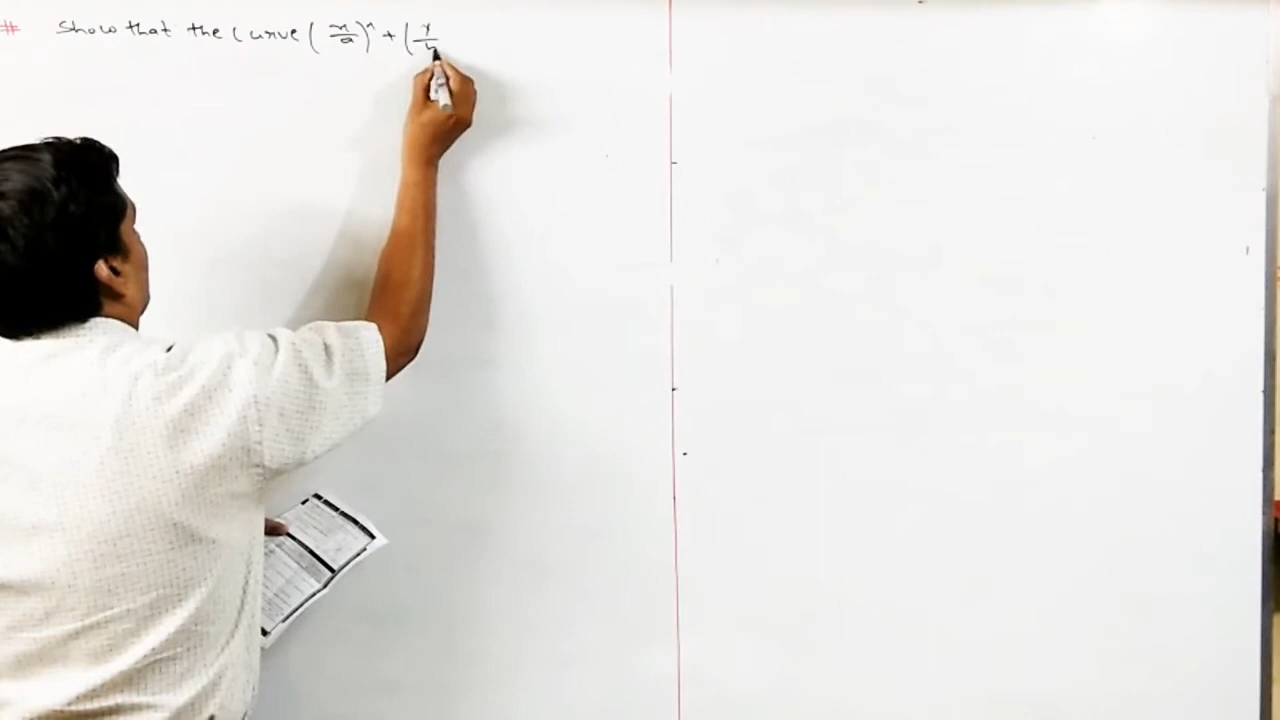 # Show that the Curve (x/a)^n + (y/b